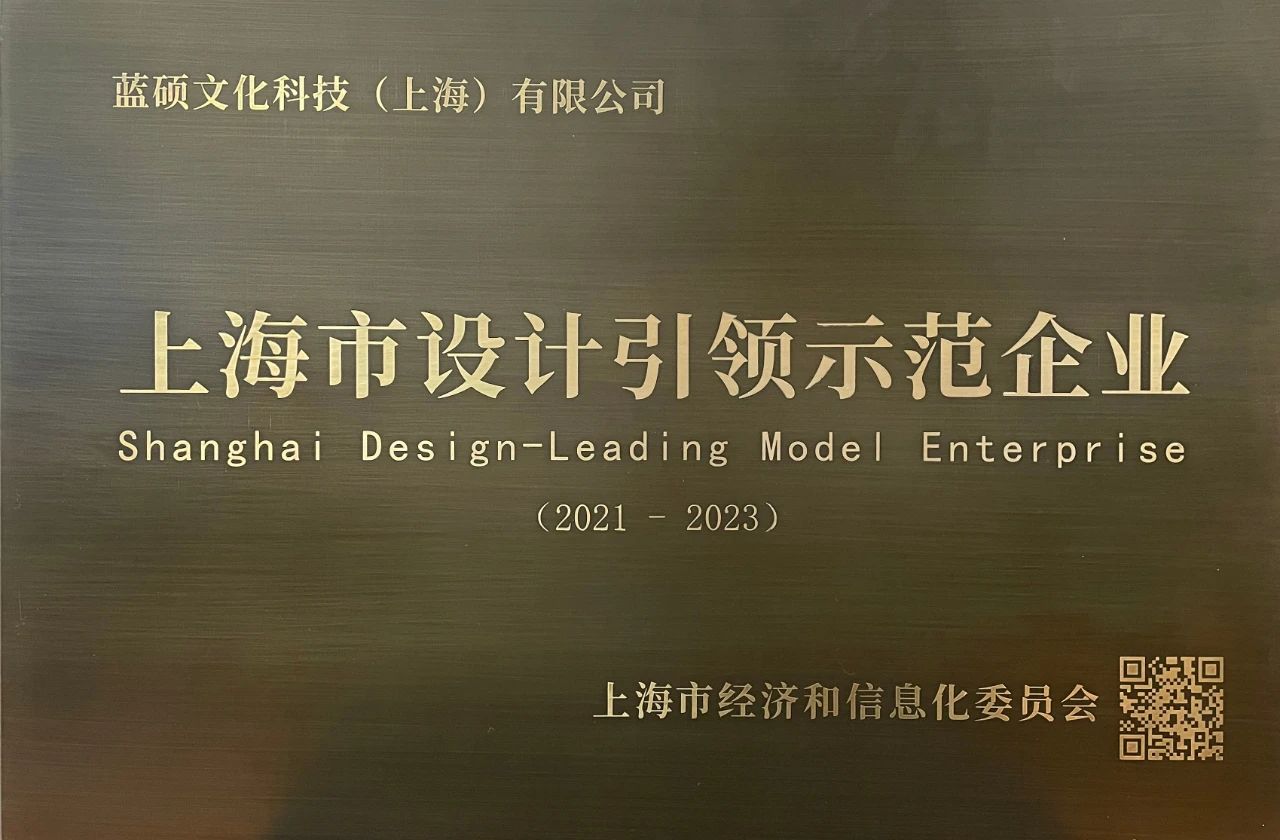 蓝硕文化科技（上海）有限公司
上海市设计引领示范企业
Shanghai Design-Leading Model Enterprise
（2021 - 2023）
上海市经济和信息化委员会